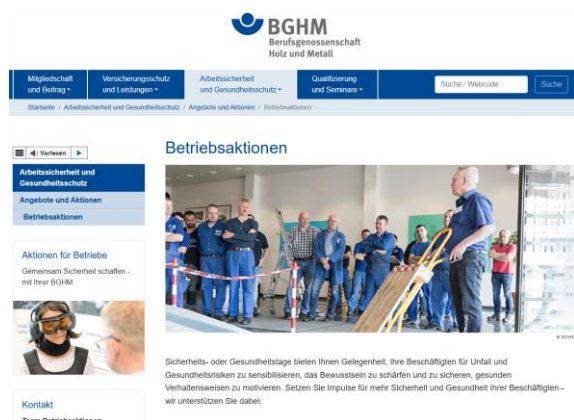 BGHM
Berufsgenossenschaft
Holz und Metall
Mitgliedschaft
und Beitrag
Versicherungsschutz
und Leistungen
Arbeitssicherheit
und Gesundheitsschutz
Qualifizierung
und Seminare
Suche / Webcode
Suche
Startseite / Arbeitssicherheit und Gesundheitsschutz / Angebote und Aktionen / Betriebsaktionen
Vorlesen
Betriebsaktionen
Arbeitssicherheit und
Gesundheitsschutz
Angebote und Aktionen
Betriebsaktionen
Aktionen für Betriebe
Gemeinsam Sicherheit schaffen -
mit Ihrer BGHM
© BGHM
Sicherheits- oder Gesundheitstage bieten Ihnen Gelegenheit, Ihre Beschäftigten für Unfall und
Gesundheitsrisiken zu sensibilisieren, das Bewusstsein zu schärfen und zu sicheren, gesunden
Verhaltensweisen zu motivieren. Setzen Sie Impulse für mehr Sicherheit und Gesundheit Ihrer Beschäftigten -
wir unterstützen Sie dabei:
Kontakt
Team Betriebsaktionen